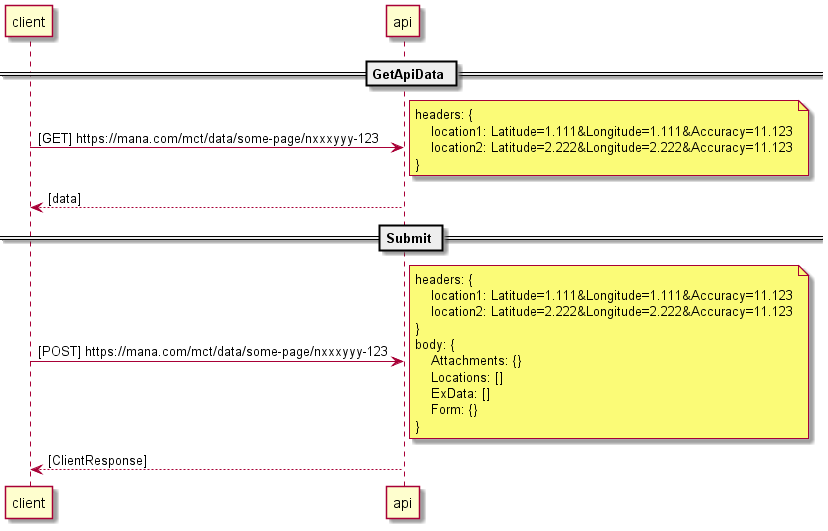 client
api
GetApiData
[GET] https://mana.com/mct/data/some-page/nxxxyyy-123
headers: {
location1: Latitude=1.111&Longitude=1.111&Accuracy=11.123
location2: Latitude=2.222&Longitude=2.222&Accuracy=11.123
}
[data]
Submit
[POST] https://mana.com/mct/data/some-page/nxxxyyy-123
headers: {
location1: Latitude=1.111&Longitude=1.111&Accuracy=11.123
location2: Latitude=2.222&Longitude=2.222&Accuracy=11.123
}
body: {
Attachments: {}
Locations: []
ExData: []
Form: {}
}
[ClientResponse]
client
api